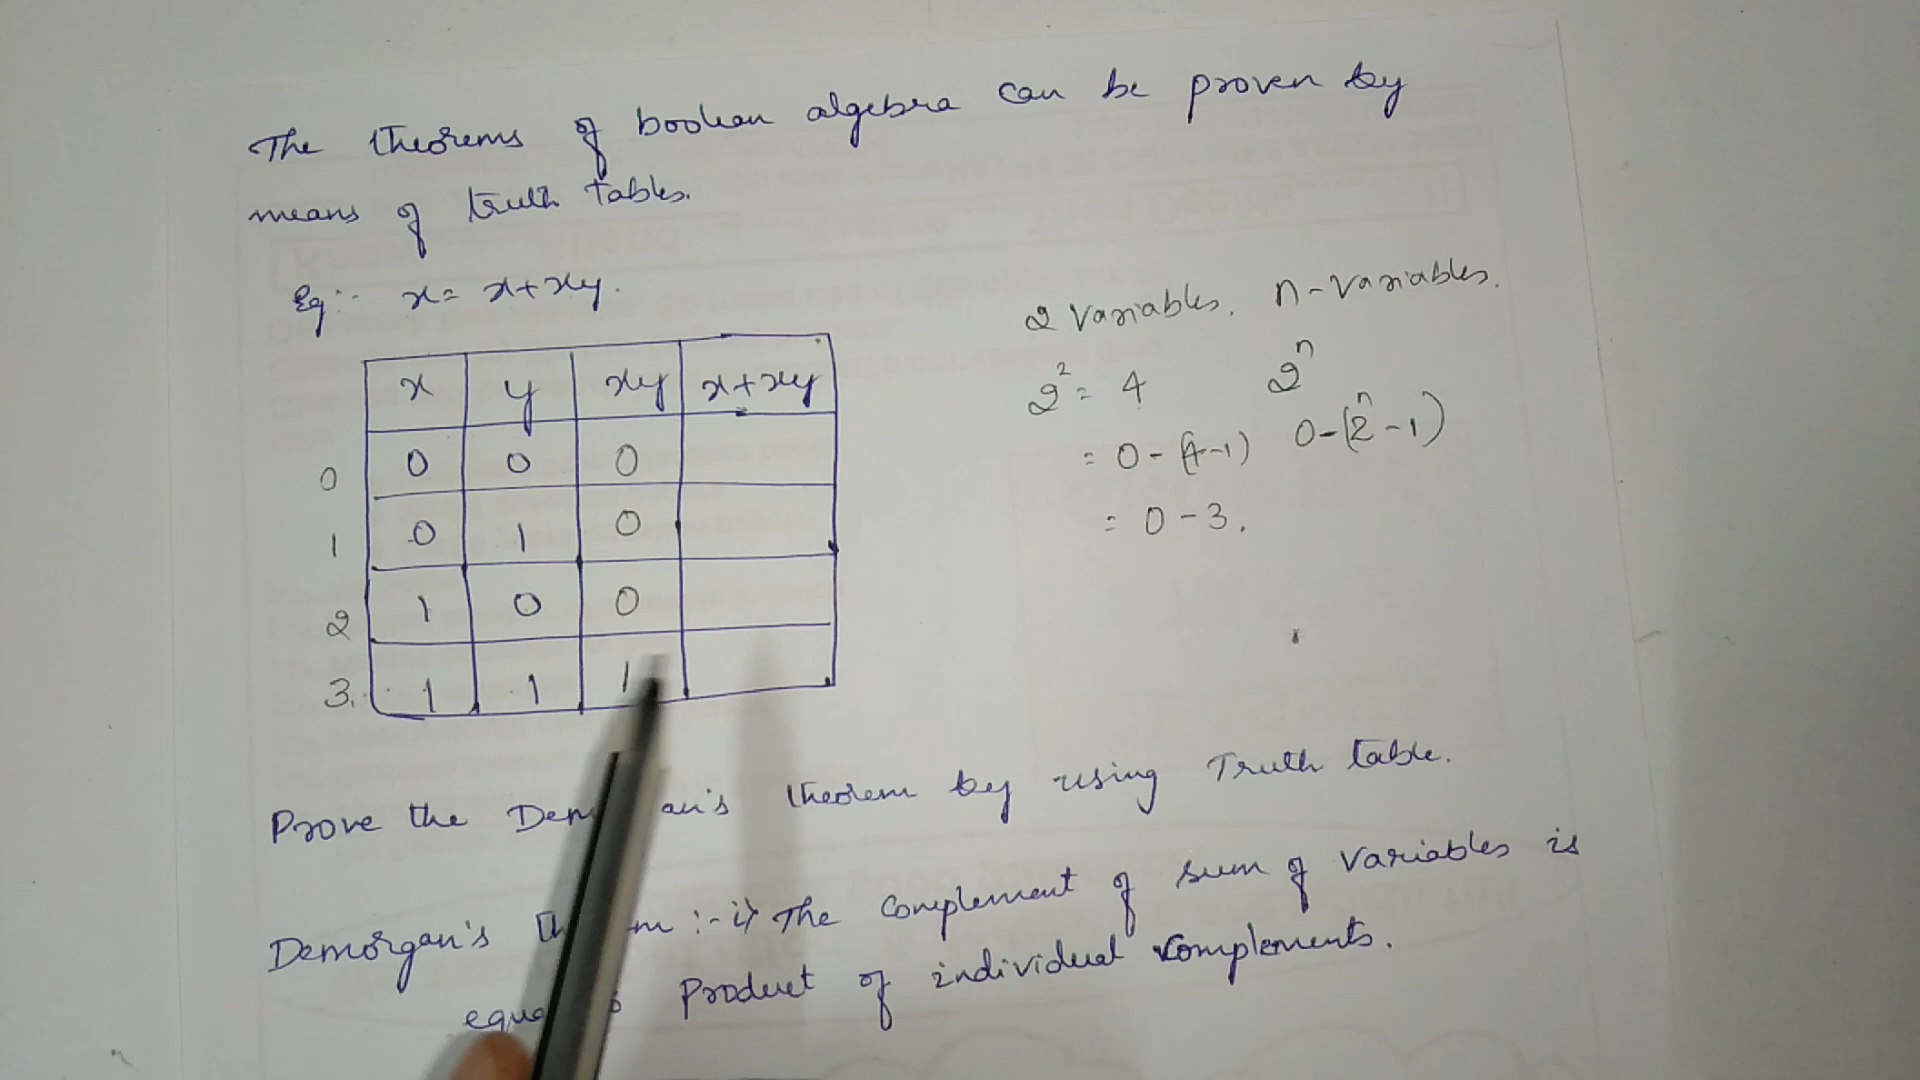 The theorems of boolean algebra can be proven by
means of truth tables.
Eg:- x = x+xy.
2 variables. n-variables.
2² = 4 2ⁿ
= 0-(4-1) 0-(2ⁿ-1)
= 0-3.
x y xy x+xy
0 0 0 0
1 0 1 0
2 1 0 0
3. 1 1 1
Prove the theorem by using Truth table.
Demorgan's :- i) The complement of sum of variables is
product of individual complements.